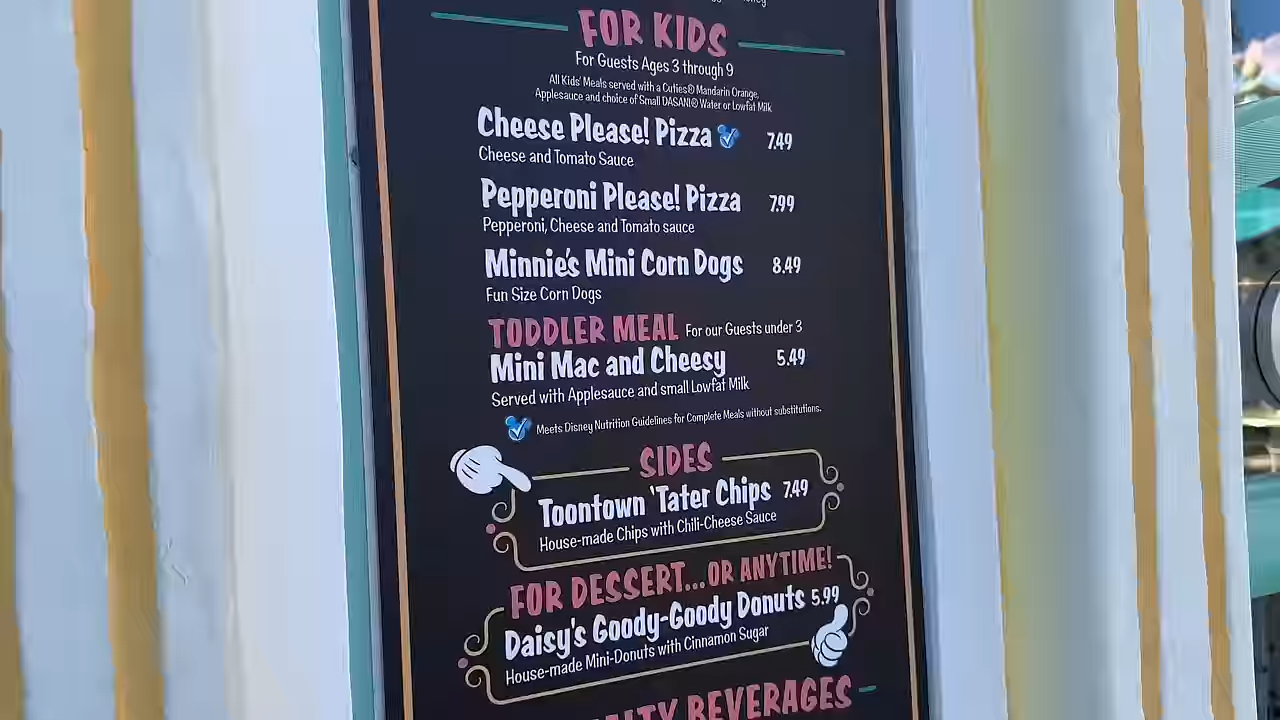 FOR KIDS
For Guests Ages 3 through 9
All Kids' Meals served with a Cuties® Mandarin Orange,
Applesauce and choice of Small DASANI® Water or Lowfat Milk
Cheese Please! Pizza 7.49
Cheese and Tomato Sauce
Pepperoni Please! Pizza 7.99
Pepperoni, Cheese and Tomato sauce
Minnie's Mini Corn Dogs 8.49
Fun Size Corn Dogs
TODDLER MEAL For our Guests under 3
Mini Mac and Cheesy 5.49
Served with Applesauce and small Lowfat Milk
Meets Disney Nutrition Guidelines for Complete Meals without substitutions.
SIDES
Toontown 'Tater Chips 7.49
House-made Chips with Chili-Cheese Sauce
FOR DESSERT...OR ANYTIME!
Daisy's Goody-Goody Donuts 5.99
House-made Mini-Donuts with Cinnamon Sugar
BEVERAGES